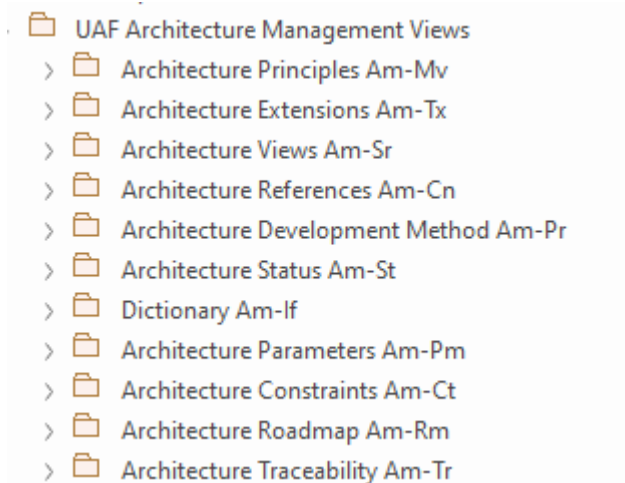 UAF Architecture Management Views
Architecture Principles Am-Mv
Architecture Extensions Am-Tx
Architecture Views Am-Sr
Architecture References Am-Cn
Architecture Development Method Am-Pr
Architecture Status Am-St
Dictionary Am-If
Architecture Parameters Am-Pm
Architecture Constraints Am-Ct
Architecture Roadmap Am-Rm
Architecture Traceability Am-Tr